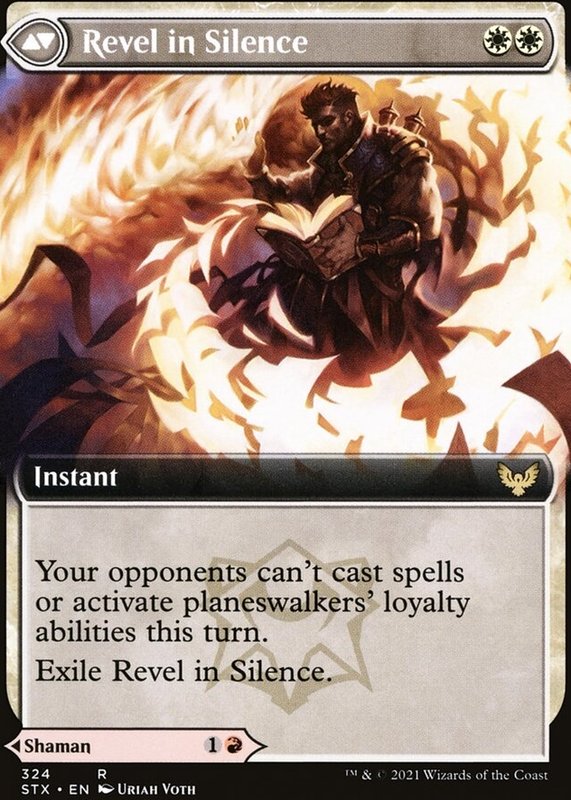 Revel in Silence
Instant
Your opponents can't cast spells
or activate planeswalkers' loyalty
abilities this turn.
Exile Revel in Silence.
Shaman 1
324 R
STX • EN Uriah Voth
™ & © 2021 Wizards of the Coast